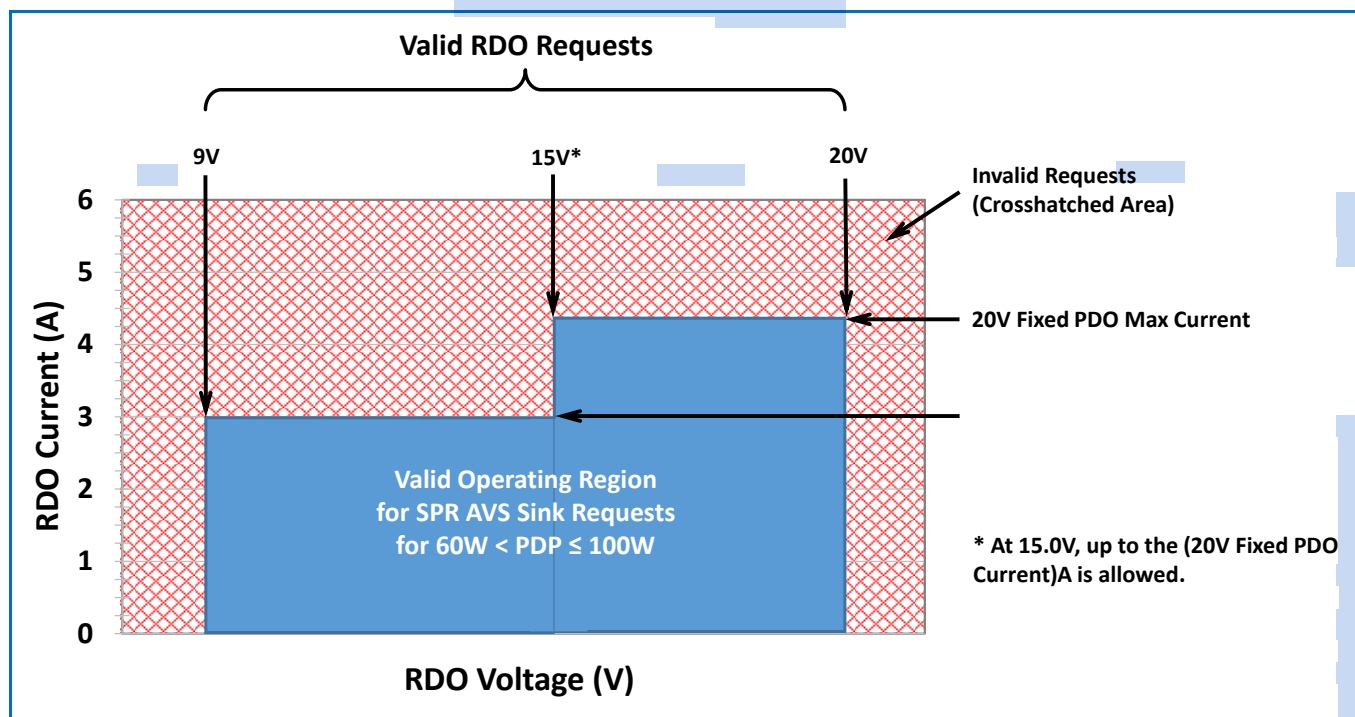 Valid RDO Requests
9V
15V*
20V
Invalid Requests
(Crosshatched Area)
6
5
4
3
2
1
0
RDO Current (A)
20V Fixed PDO Max Current
Valid Operating Region
for SPR AVS Sink Requests
for 60W < PDP ≤ 100W
* At 15.0V, up to the (20V Fixed PDO
Current)A is allowed.
RDO Voltage (V)